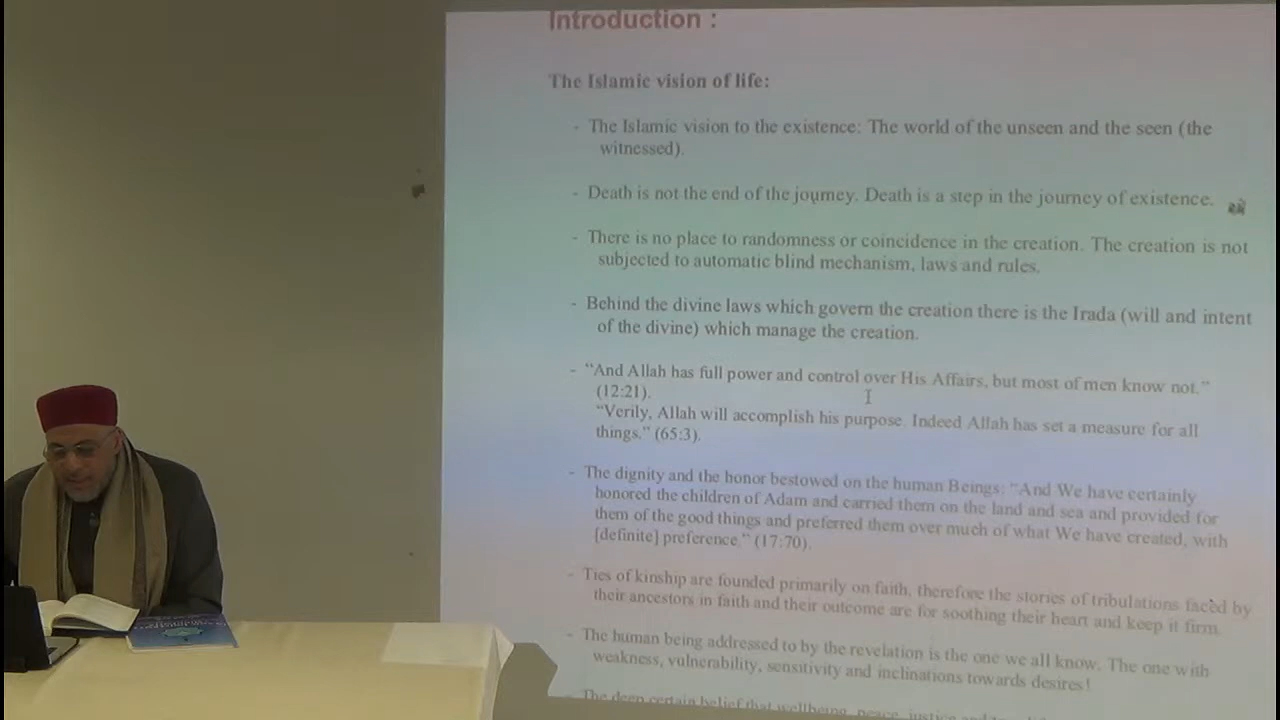 Introduction :
The Islamic vision of life:
- The Islamic vision to the existence: The world of the unseen and the seen (the
witnessed).
- Death is not the end of the journey. Death is a step in the journey of existence.
- There is no place to randomness or coincidence in the creation. The creation is not
subjected to automatic blind mechanism, laws and rules.
- Behind the divine laws which govern the creation there is the Irada (will and intent
of the divine) which manage the creation.
- "And Allah has full power and control over His Affairs, but most of men know not."
(12:21).
"Verily, Allah will accomplish his purpose. Indeed Allah has set a measure for all
things." (65:3).
- The dignity and the honor bestowed on the human Beings: "And We have certainly
honored the children of Adam and carried them on the land and sea and provided for
them of the good things and preferred them over much of what We have created, with
[definite] preference." (17:70).
- Ties of kinship are founded primarily on faith, therefore the stories of tribulations faced by
their ancestors in faith and their outcome are for soothing their heart and keep it firm.
- The human being addressed to by the revelation is the one we all know. The one with
weakness, vulnerability, sensitivity and inclinations towards desires!
- The deep certain belief that wellbeing, peace, justice and